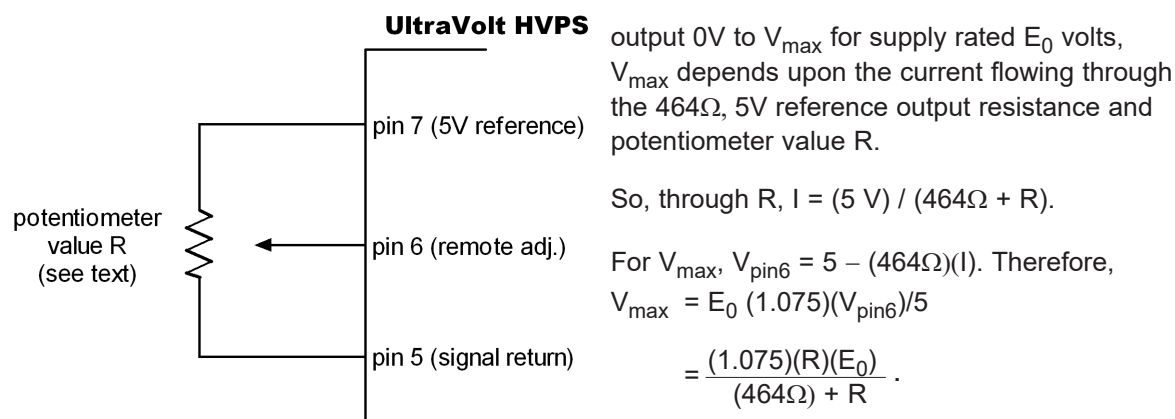 UltraVolt HVPS
pin 7 (5V reference)
potentiometer
value R
(see text)
pin 6 (remote adj.)
pin 5 (signal return)
output 0V to Vmax for supply rated E0 volts,
Vmax depends upon the current flowing through
the 464Ω, 5V reference output resistance and
potentiometer value R.
So, through R, I = (5 V) / (464Ω + R).
For Vmax, Vpin6 = 5 – (464Ω)(I). Therefore,
Vmax = E0 (1.075)(Vpin6)/5
= (1.075)(R)(E0)
(464Ω) + R .